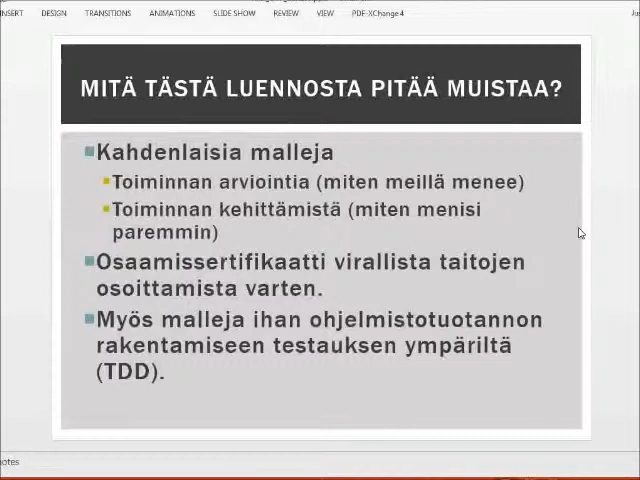 INSERT DESIGN TRANSITIONS ANIMATIONS SLIDE SHOW REVIEW VIEW PDF-XChange 4
MITÄ TÄSTÄ LUENNOSTA PITÄÄ MUISTAA?
Kahdenlaisia malleja
Toiminnan arviointia (miten meillä menee)
Toiminnan kehittämistä (miten menisi
paremmin)
Osaamissertifikaatti virallista taitojen
osoittamista varten.
Myös malleja ihan ohjelmistotuotannon
rakentamiseen testauksen ympäriltä
(TDD).